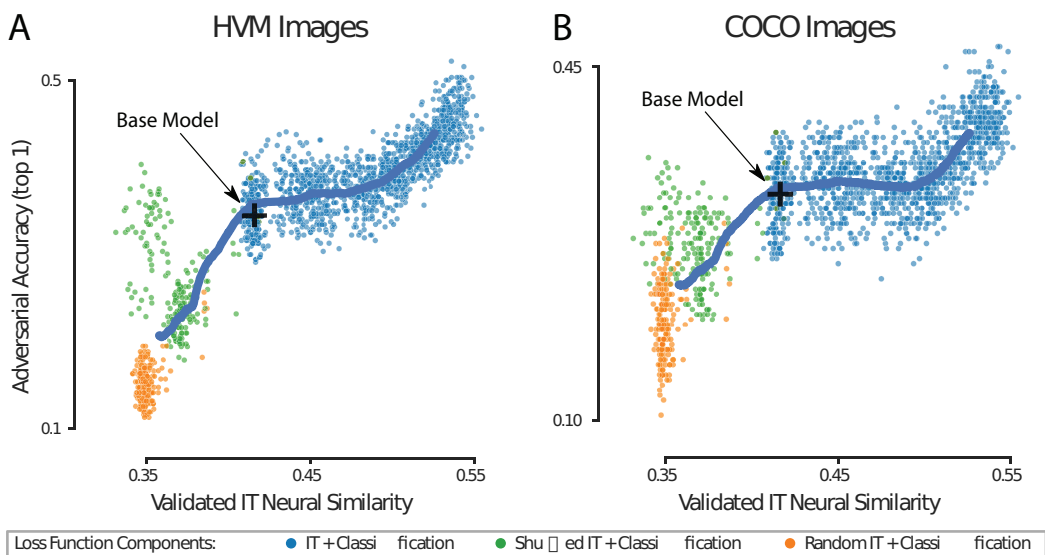 A
HVM Images
B
COCO Images
0.5
0.45
Base Model
Base Model
Adversarial Accuracy (top 1)
0.1
0.10
0.35
0.45
0.55
0.35
0.45
0.55
Validated IT Neural Similarity
Validated IT Neural Similarity
Loss Function Components: IT + Classi fication Shu ▯ ed IT + Classi fication Random IT + Classi fication